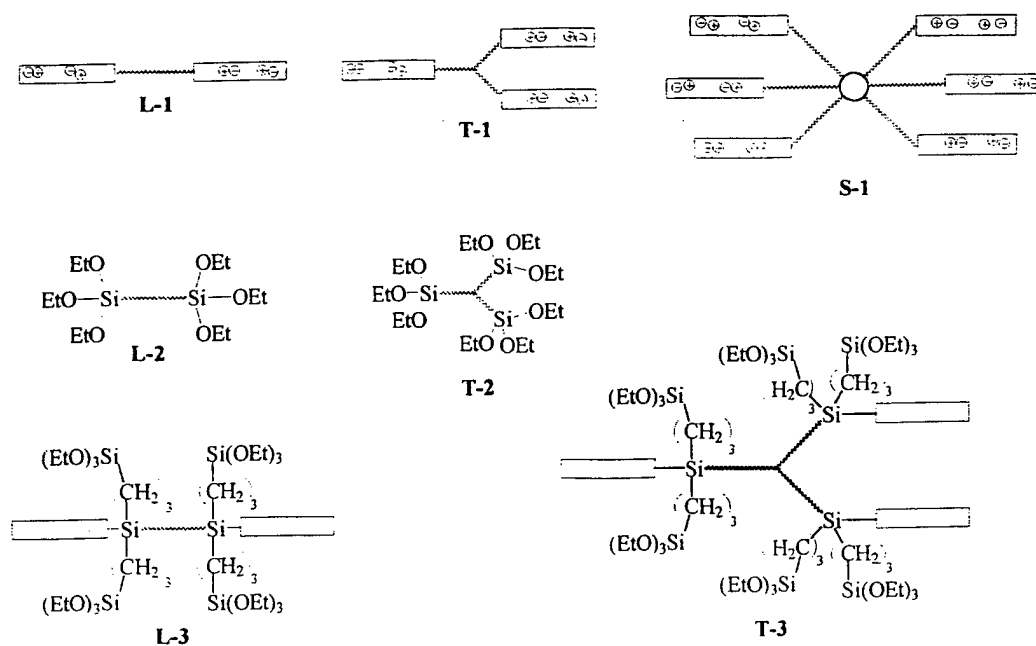 L-1
T-1
S-1
EtO OEt
EtO—Si Si—OEt
EtO OEt
L-2
EtO OEt
EtO Si—OEt
EtO—Si
EtO Si—OEt
EtO OEt
T-2
(EtO)₃Si Si(OEt)₃
(CH₂)₃ (CH₂)₃
Si Si
(CH₂)₃ (CH₂)₃
(EtO)₃Si Si(OEt)₃
L-3
(EtO)₃Si Si(OEt)₃
(H₂C)₃ (CH₂)₃
(EtO)₃Si Si
(CH₂)₃
Si
(CH₂)₃
(EtO)₃Si Si
(H₂C)₃ (CH₂)₃
(EtO)₃Si Si(OEt)₃
T-3